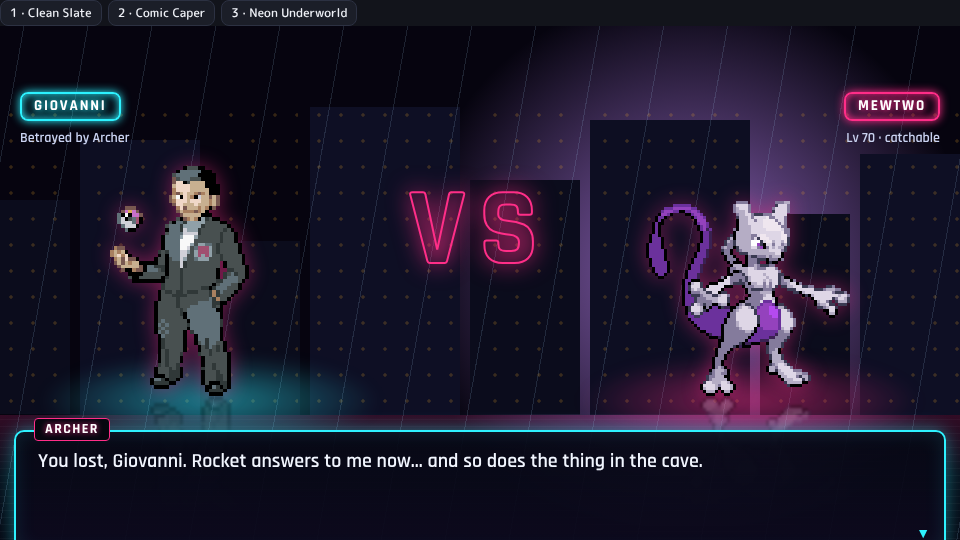 1 · Clean Slate
2 · Comic Caper
3 · Neon Underworld
GIOVANNI
Betrayed by Archer
MEWTWO
Lv 70 · catchable
VS
ARCHER
You lost, Giovanni. Rocket answers to me now… and so does the thing in the cave.